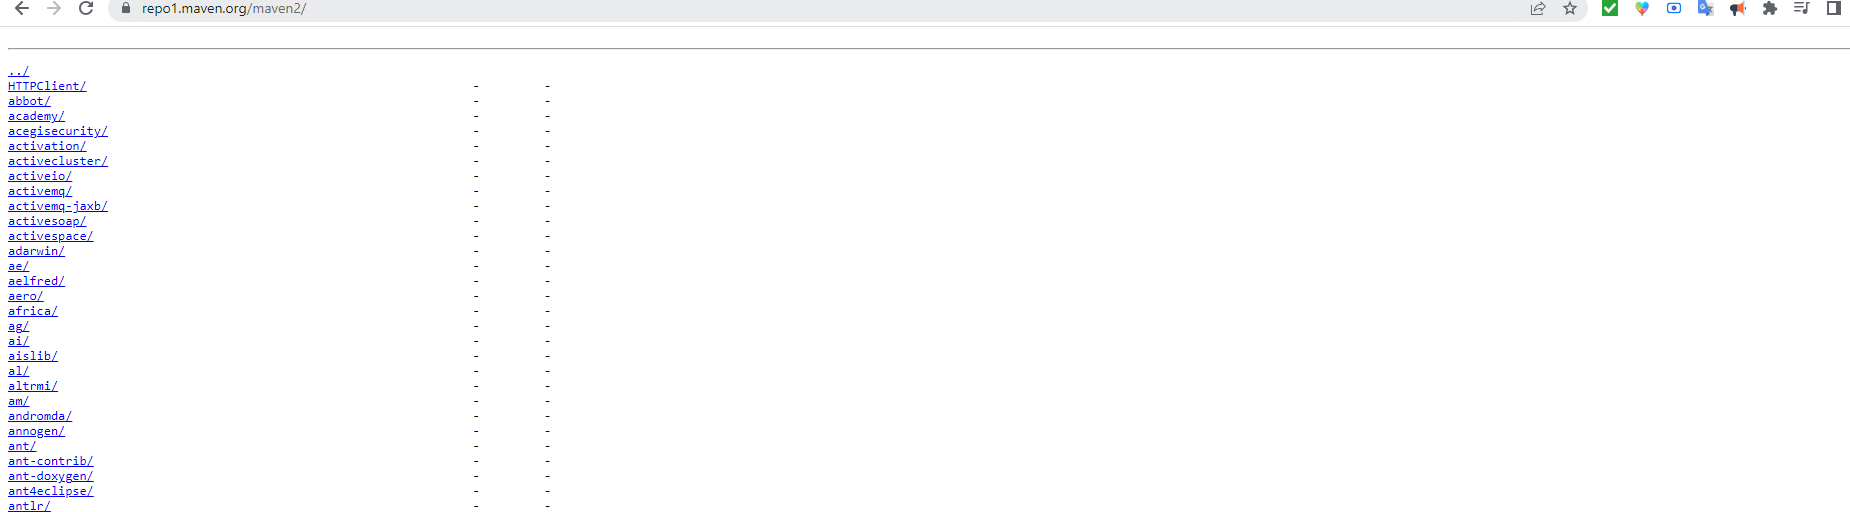 repo1.maven.org/maven2/
../
HTTPClient/ - -
abbot/ - -
academy/ - -
acegisecurity/ - -
activation/ - -
activecluster/ - -
activeio/ - -
activemq/ - -
activemq-jaxb/ - -
activesoap/ - -
activespace/ - -
adarwin/ - -
ae/ - -
aelfred/ - -
aero/ - -
africa/ - -
ag/ - -
ai/ - -
aislib/ - -
al/ - -
altrmi/ - -
am/ - -
andromda/ - -
annogen/ - -
ant/ - -
ant-contrib/ - -
ant-doxygen/ - -
ant4eclipse/ - -
antlr/ - -